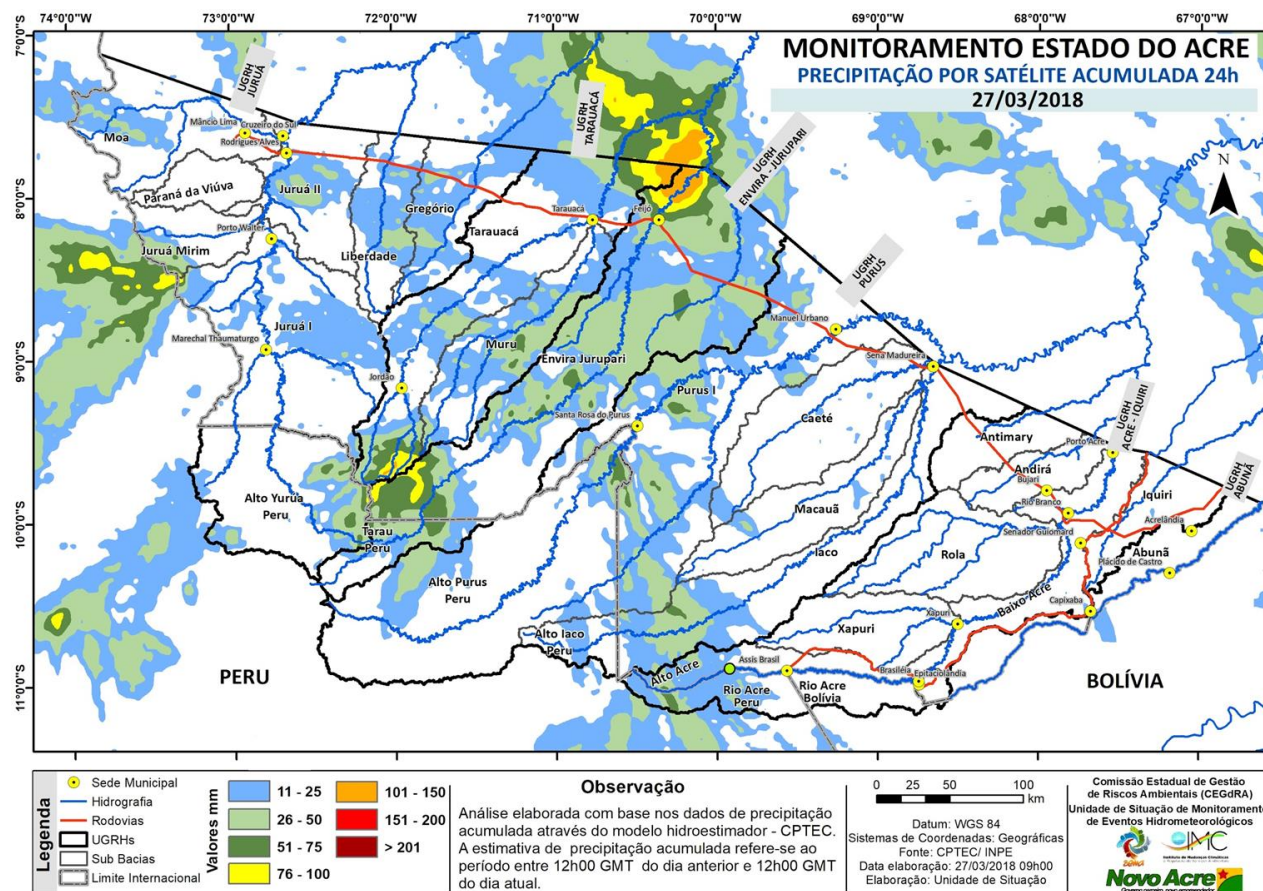 74°0'0"S
73°00'0"S
72°00'0"S
71°00'0"S
70°00'0"S
69°00'0"S
68°00'0"S
67°00'0"S
MONITORAMENTO ESTADO DO ACRE
PRECIPITAÇÃO POR SATÉLITE ACUMULADA 24h
27/03/2018
7°0'0"S
8°0'0"S
9°0'0"S
10°0'0"S
11°0'0"S
N
UGRH
JURUÁ
UGRH
TARAUACÁ
UGRH
ENVIRA - JURUPARI
UGRH
PURUS
UGRH
ACRE - IQUIRI
UGRH
ABUNÃ
Mâncio Lima
Cruzeiro do Sul
Moa
Rodrigues Alves
Paraná da Viúva
Juruá II
Gregório
Porto Walter
Tarauacá
Feijó
Tarauacá
Juruá Mirim
Liberdade
Juruá I
Marechal Thaumaturgo
Muru
Envira Jurupari
Manuel Urbano
Sena Madureira
Jordão
Purus I
Santa Rosa do Purus
Caeté
Antimary
Porto Acre
Andirá
Bujari
Alto Yurúa
Peru
Rio Branco
Iquiri
Macauã
Acrelândia
Tarau
Peru
Senador Guiomard
Iaco
Rola
Abunã
Plácido de Castro
Alto Purus
Peru
Baixo Acre
Capixaba
Xapuri
Xapuri
Alto Iaco
Peru
Alto Acre
Assis Brasil
Brasiléia
Epitaciolândia
PERU
Rio Acre
Peru
Rio Acre
Bolívia
BOLÍVIA
Legenda
Sede Municipal
Hidrografia
Rodovias
UGRHs
Sub Bacias
Limite Internacional
Valores mm
11 - 25
26 - 50
51 - 75
76 - 100
101 - 150
151 - 200
> 201
Observação
Análise elaborada com base nos dados de precipitação
acumulada através do modelo hidroestimador - CPTEC.
A estimativa de precipitação acumulada refere-se ao
período entre 12h00 GMT do dia anterior e 12h00 GMT
do dia atual.
0 25 50 100
km
Datum: WGS 84
Sistemas de Coordenadas: Geográficas
Fonte: CPTEC/ INPE
Data elaboração: 27/03/2018 09h00
Elaboração: Unidade de Situação
Comissão Estadual de Gestão
de Riscos Ambientais (CEGdRA)
Unidade de Situação de Monitoramento
de Eventos Hidrometeorológicos
IMC
Novo Acre